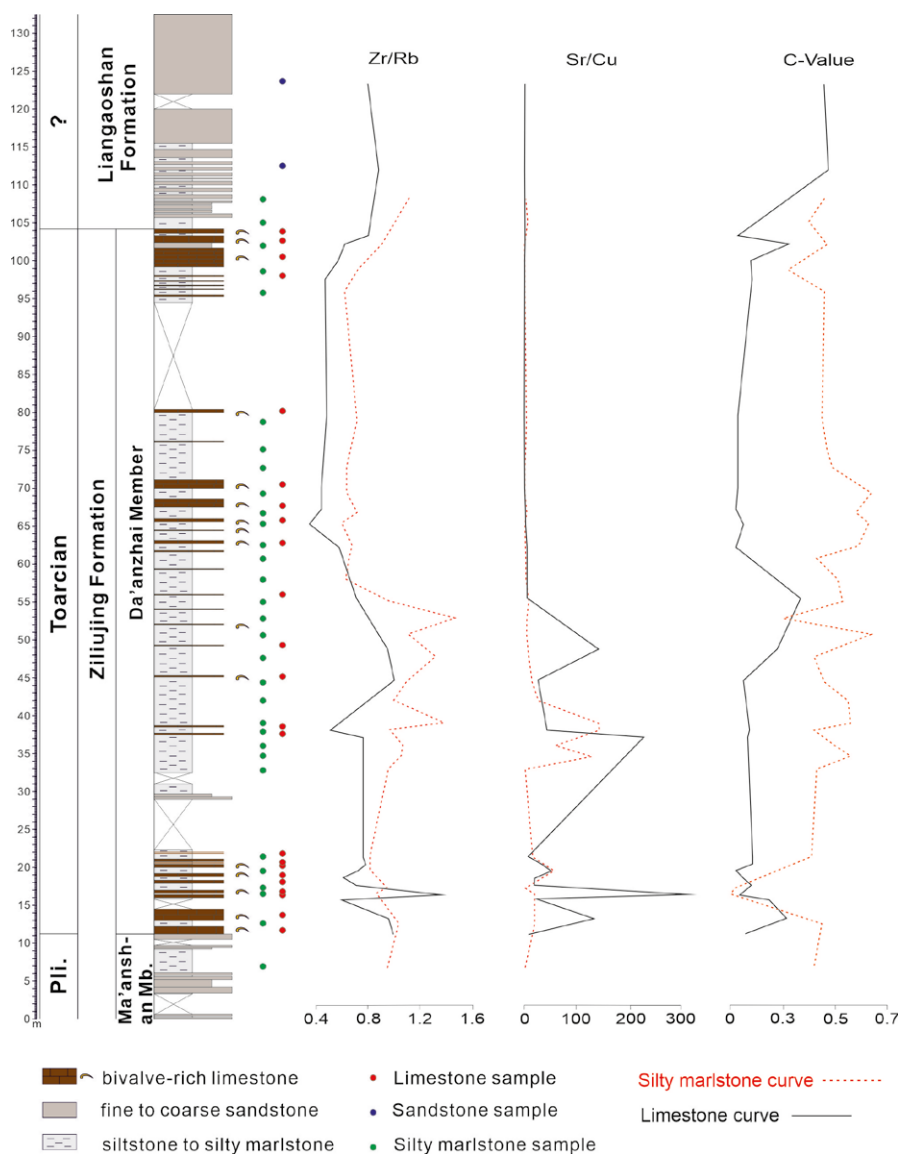 Zr/Rb
Sr/Cu
C-Value
130
125
120
115
110
105
100
95
90
85
80
75
70
65
60
55
50
45
40
35
30
25
20
15
10
5
0
m
?
Toarcian
Pli.
Liangaoshan
Formation
Ziliujing Formation
Da'anzhai Member
Ma'ansh-
an Mb.
0.4 0.8 1.2 1.6
0 100 200 300
0 0.3 0.5 0.7
bivalve-rich limestone
fine to coarse sandstone
siltstone to silty marlstone
Limestone sample
Sandstone sample
Silty marlstone sample
Silty marlstone curve
Limestone curve